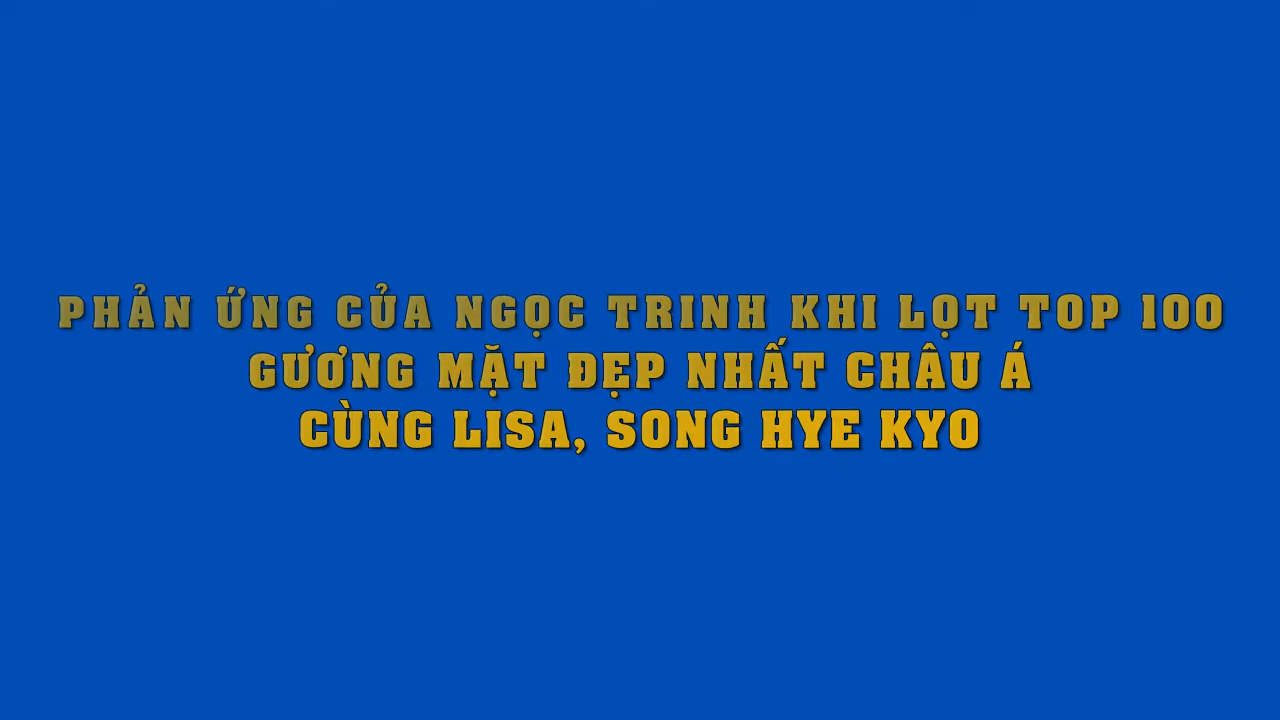 PHẢN ỨNG CỦA NGỌC TRINH KHI LỌT TOP 100
GƯƠNG MẶT ĐẸP NHẤT CHÂU Á
CÙNG LISA, SONG HYE KYO